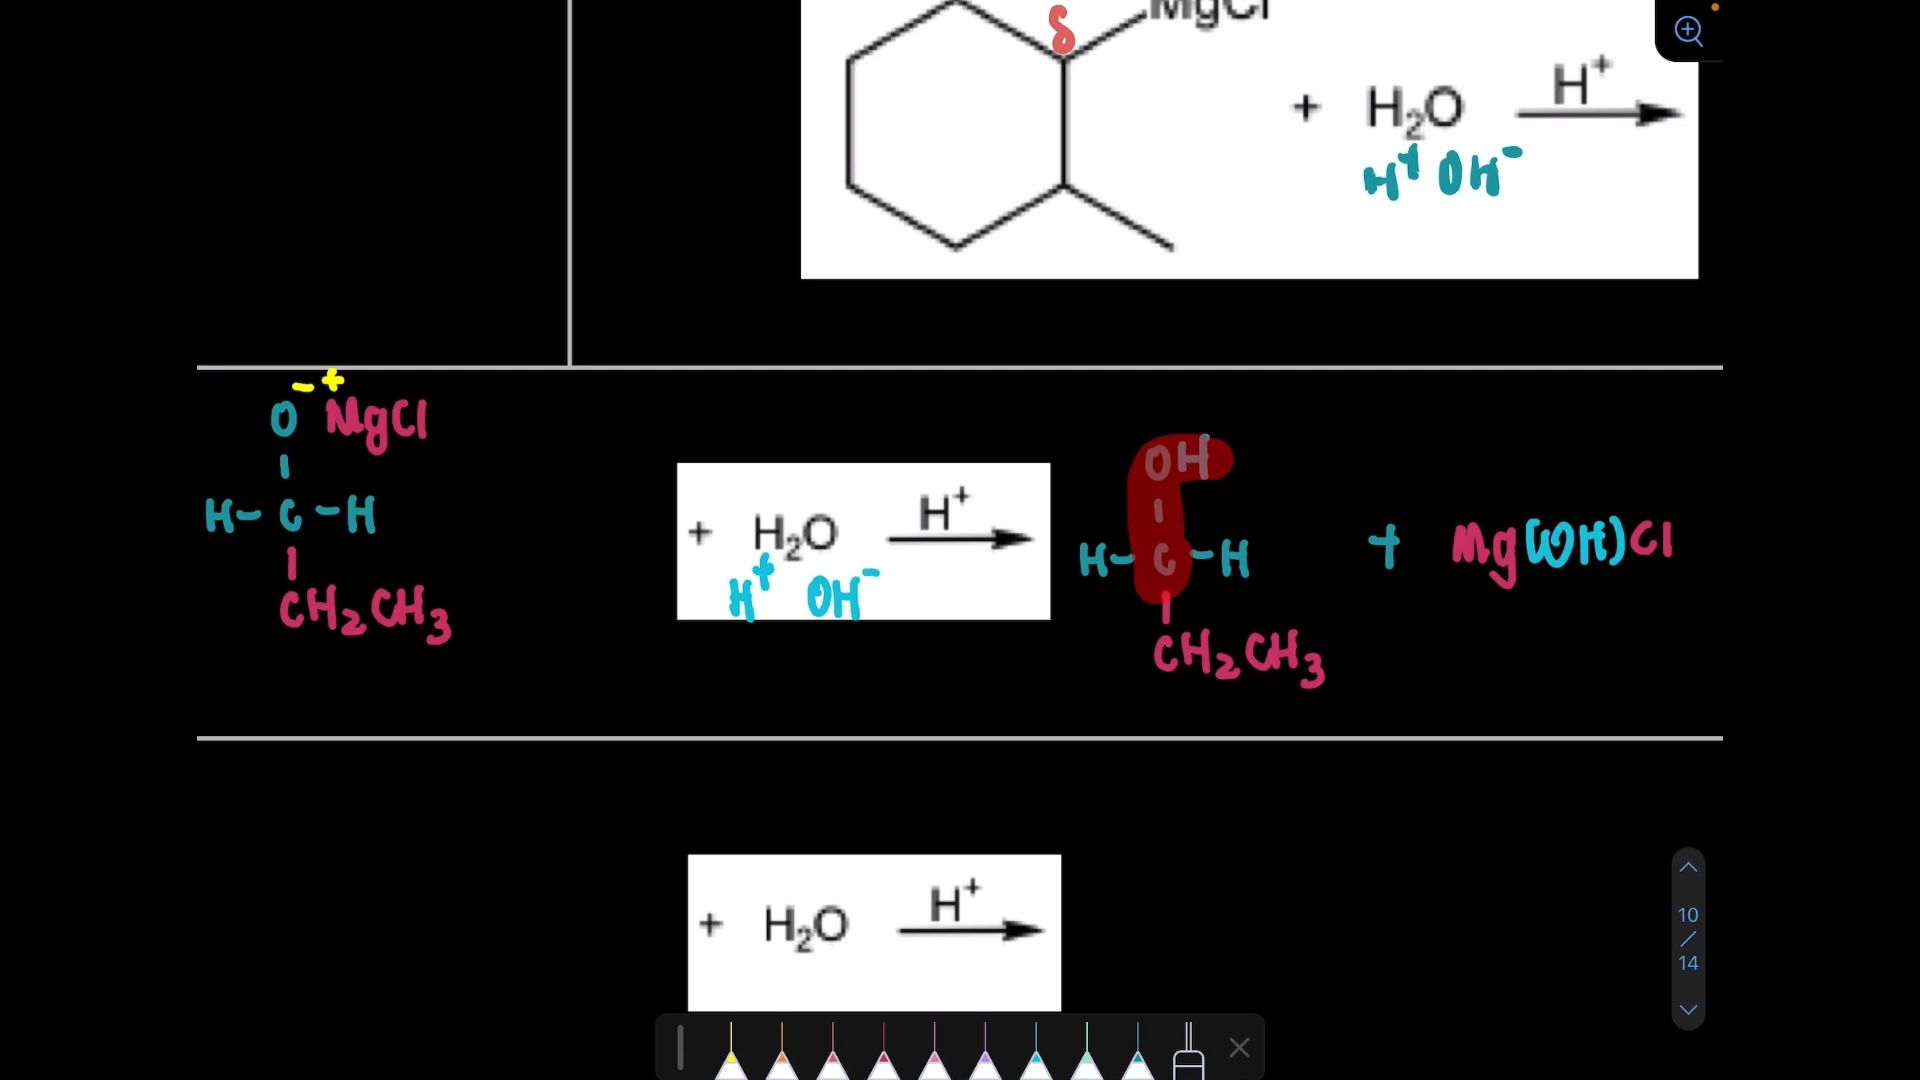 MgCl
δ
+ H₂O H⁺
H⁺ OH⁻
- +
O MgCl
H- C -H
CH₂CH₃
+ H₂O H⁺
H⁺ OH⁻
OH
H- C -H
CH₂CH₃
+ Mg(OH)Cl
+ H₂O H⁺
10
/
14